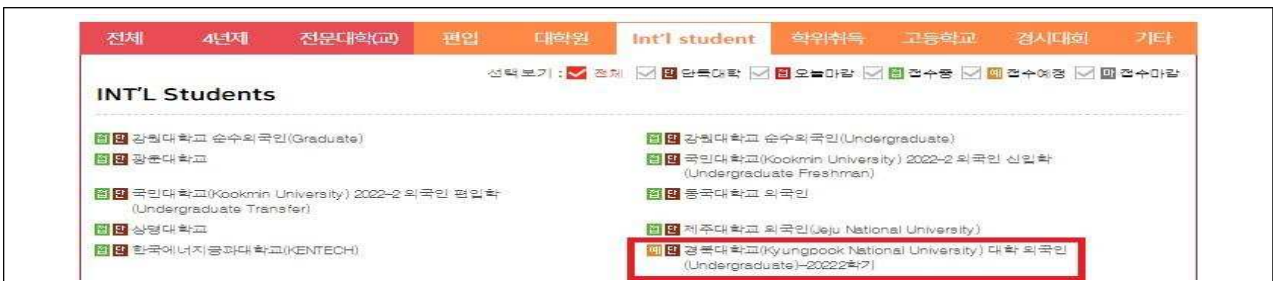 전체 4년제 전문대학(교) 편입 대학원 Int'l student 학위취득 고등학교 경시대회 기타
선택보기 : 전체 단 단독대학 접 오늘마감 접 접수중 예 접수예정 마 접수마감
INT'L Students
접 단 강원대학교 순수외국인(Graduate)
접 단 강원대학교 순수외국인(Undergraduate)
접 단 광운대학교
접 단 국민대학교(Kookmin University) 2022-2 외국인 신입학
(Undergraduate Freshman)
접 단 국민대학교(Kookmin University) 2022-2 외국인 편입학
(Undergraduate Transfer)
접 단 동국대학교 외국인
접 단 상명대학교
접 단 제주대학교 외국인(Jeju National University)
접 단 한국에너지공과대학교(KENTECH)
예 단 경북대학교(Kyungpook National University) 대학 외국인
(Undergraduate)-20222학기